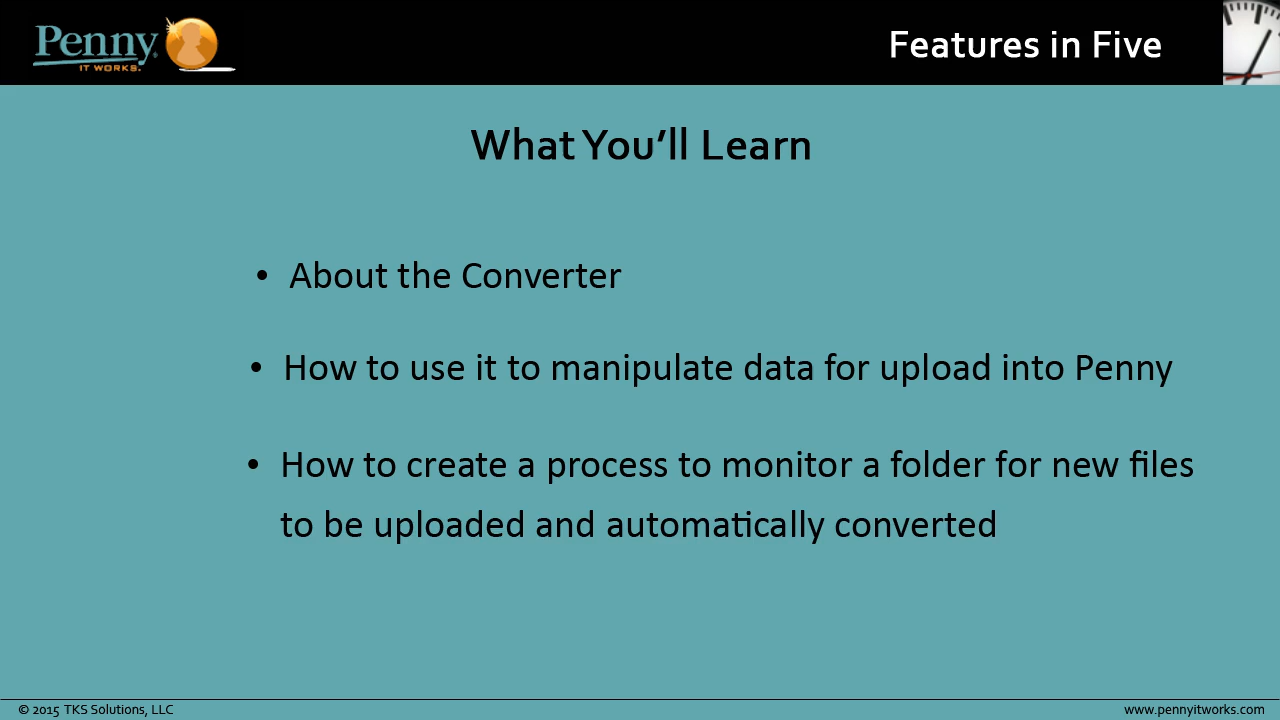 Penny
IT WORKS.
Features in Five
What You’ll Learn
• About the Converter
• How to use it to manipulate data for upload into Penny
• How to create a process to monitor a folder for new files
to be uploaded and automatically converted
© 2015 TKS Solutions, LLC
www.pennyitworks.com